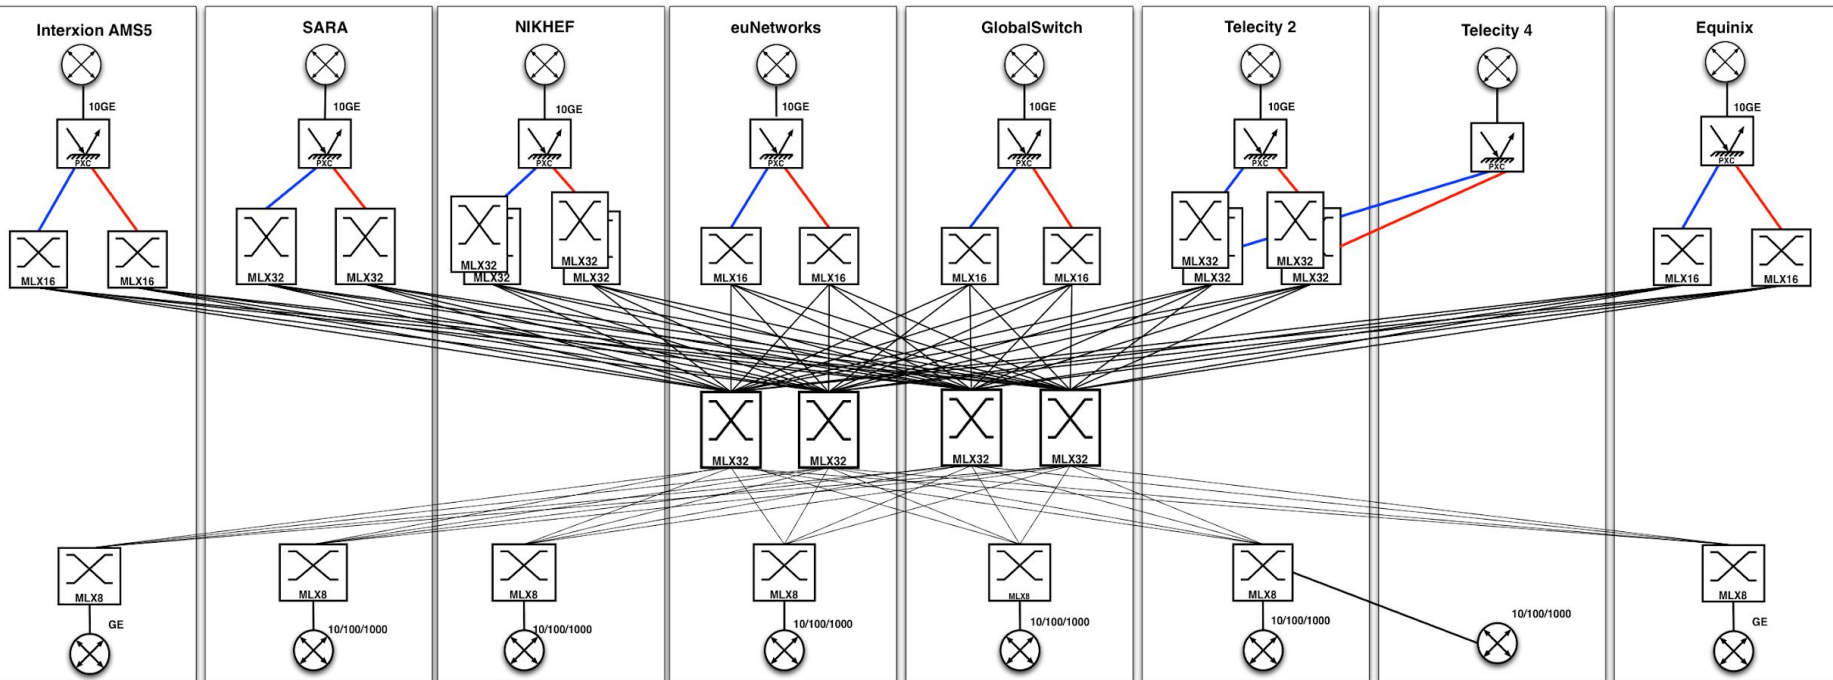 Interxion AMS5
SARA
NIKHEF
euNetworks
GlobalSwitch
Telecity 2
Telecity 4
Equinix
10GE
10GE
10GE
10GE
10GE
10GE
10GE
PXC
PXC
PXC
PXC
PXC
PXC
PXC
PXC
MLX16
MLX16
MLX32
MLX32
MLX32
MLX32
MLX32
MLX32
MLX16
MLX16
MLX16
MLX16
MLX32
MLX32
MLX32
MLX32
MLX16
MLX16
MLX32
MLX32
MLX32
MLX32
MLX8
MLX8
MLX8
MLX8
MLX8
MLX8
MLX8
GE
10/100/1000
10/100/1000
10/100/1000
10/100/1000
10/100/1000
10/100/1000
GE